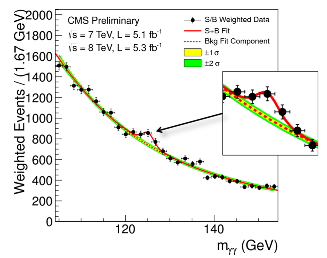 CMS Preliminary
√s = 7 TeV, L = 5.1 fb⁻¹
√s = 8 TeV, L = 5.3 fb⁻¹
S/B Weighted Data
S+B Fit
Bkg Fit Component
±1 σ
±2 σ
Weighted Events / (1.67 GeV)
2000
1800
1600
1400
1200
1000
800
600
400
200
0
120
140
mγγ (GeV)